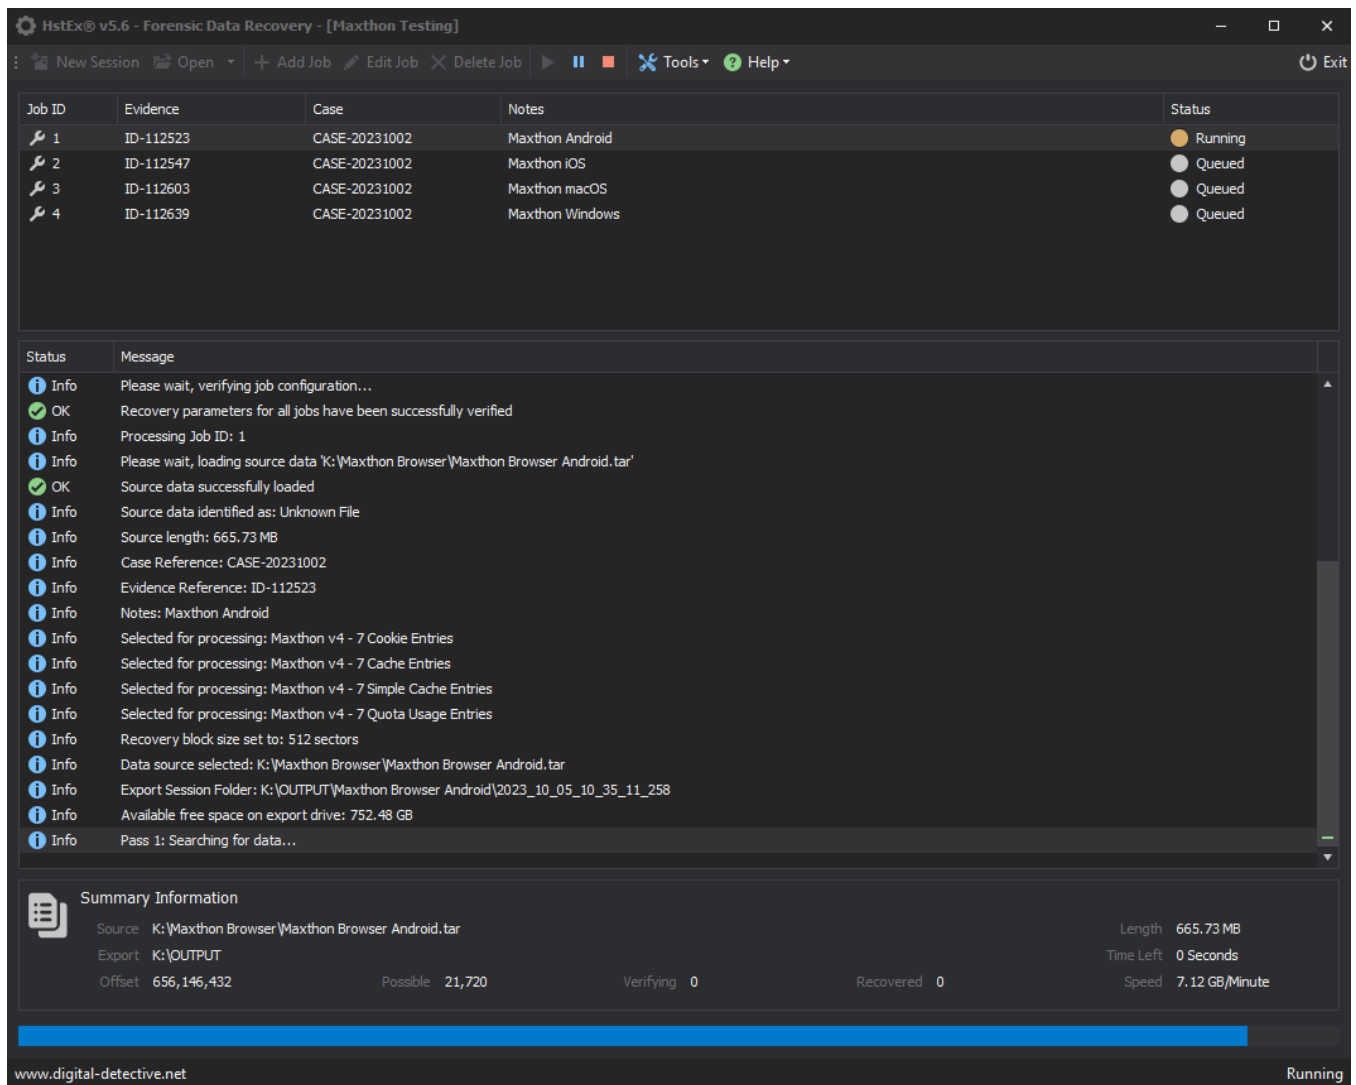 HstEx® v5.6 - Forensic Data Recovery - [Maxthon Testing]
New Session Open Add Job Edit Job Delete Job Tools Help Exit
Job ID Evidence Case Notes Status
1 ID-112523 CASE-20231002 Maxthon Android Running
2 ID-112547 CASE-20231002 Maxthon iOS Queued
3 ID-112603 CASE-20231002 Maxthon macOS Queued
4 ID-112639 CASE-20231002 Maxthon Windows Queued
Status Message
Info Please wait, verifying job configuration...
OK Recovery parameters for all jobs have been successfully verified
Info Processing Job ID: 1
Info Please wait, loading source data 'K:\Maxthon Browser\Maxthon Browser Android.tar'
OK Source data successfully loaded
Info Source data identified as: Unknown File
Info Source length: 665.73 MB
Info Case Reference: CASE-20231002
Info Evidence Reference: ID-112523
Info Notes: Maxthon Android
Info Selected for processing: Maxthon v4 - 7 Cookie Entries
Info Selected for processing: Maxthon v4 - 7 Cache Entries
Info Selected for processing: Maxthon v4 - 7 Simple Cache Entries
Info Selected for processing: Maxthon v4 - 7 Quota Usage Entries
Info Recovery block size set to: 512 sectors
Info Data source selected: K:\Maxthon Browser\Maxthon Browser Android.tar
Info Export Session Folder: K:\OUTPUT\Maxthon Browser Android\2023_10_05_10_35_11_258
Info Available free space on export drive: 752.48 GB
Info Pass 1: Searching for data...
Summary Information
Source K:\Maxthon Browser\Maxthon Browser Android.tar Length 665.73 MB
Export K:\OUTPUT Time Left 0 Seconds
Offset 656,146,432 Possible 21,720 Verifying 0 Recovered 0 Speed 7.12 GB/Minute
www.digital-detective.net Running